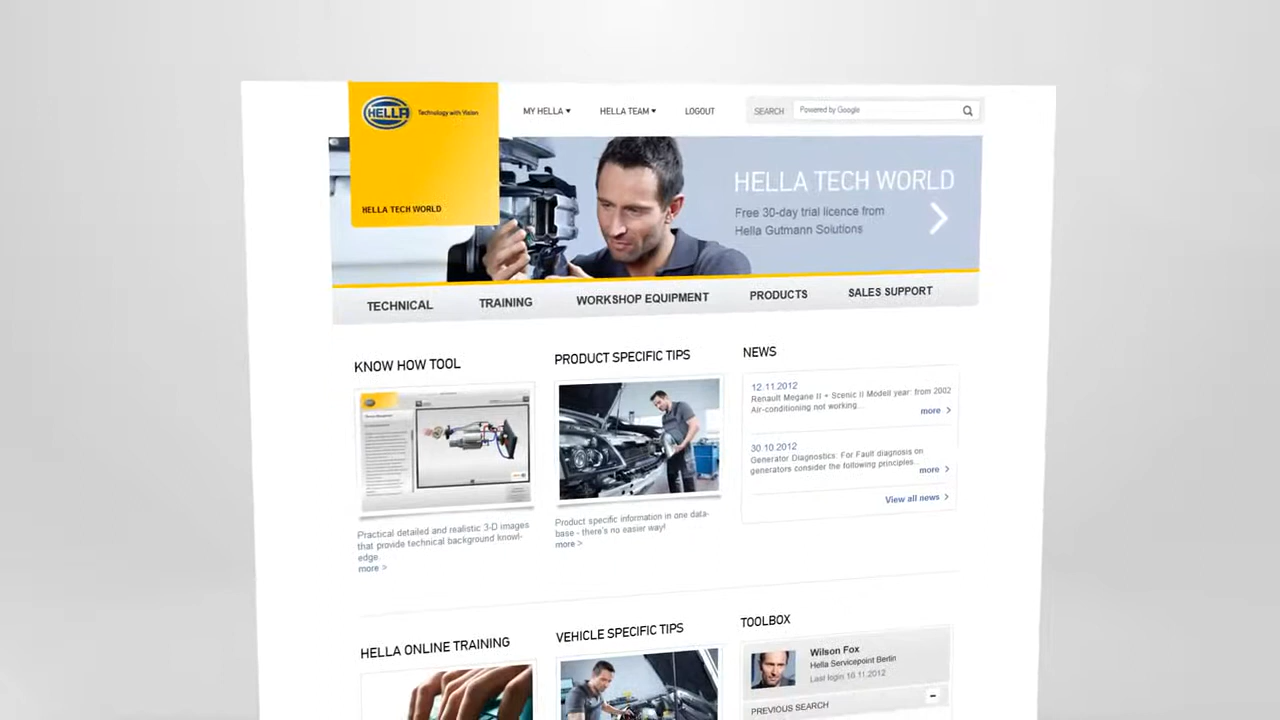 HELLA
Technology with Vision
MY HELLA
HELLA TEAM
LOGOUT
SEARCH
Powered by Google
HELLA TECH WORLD
HELLA TECH WORLD
Free 30-day trial licence from
Hella Gutmann Solutions
TECHNICAL
TRAINING
WORKSHOP EQUIPMENT
PRODUCTS
SALES SUPPORT
KNOW HOW TOOL
Practical detailed and realistic 3-D images
that provide technical background knowl-
edge.
more >
PRODUCT SPECIFIC TIPS
Product specific information in one data-
base - there's no easier way!
more >
NEWS
12.11.2012
Renault Megane II + Scenic II Modell year: from 2002
Air-conditioning not working...
more >
30.10.2012
Generator Diagnostics: For Fault diagnosis on
generators consider the following principles...
more >
View all news >
HELLA ONLINE TRAINING
VEHICLE SPECIFIC TIPS
TOOLBOX
Wilson Fox
Hella Servicepoint Berlin
Last login 16.11.2012
PREVIOUS SEARCH